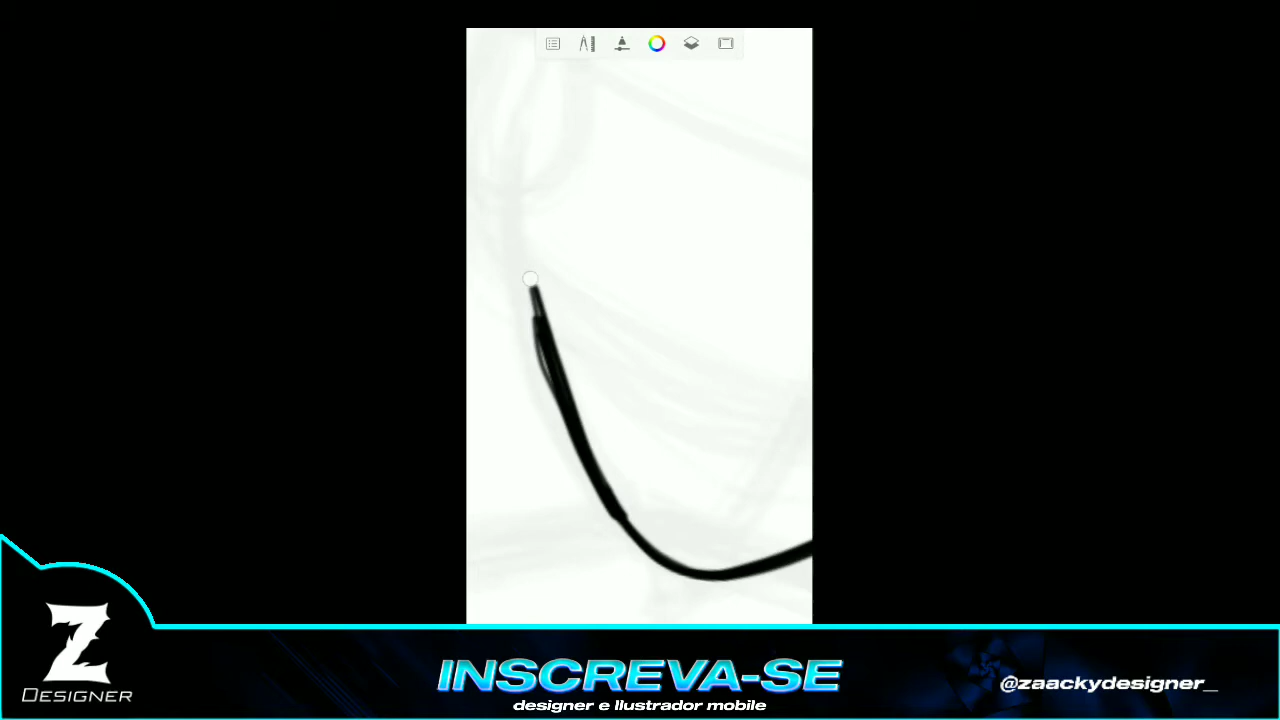 Z
DESIGNER
INSCREVA-SE
designer e Ilustrador mobile
@zaackydesigner_